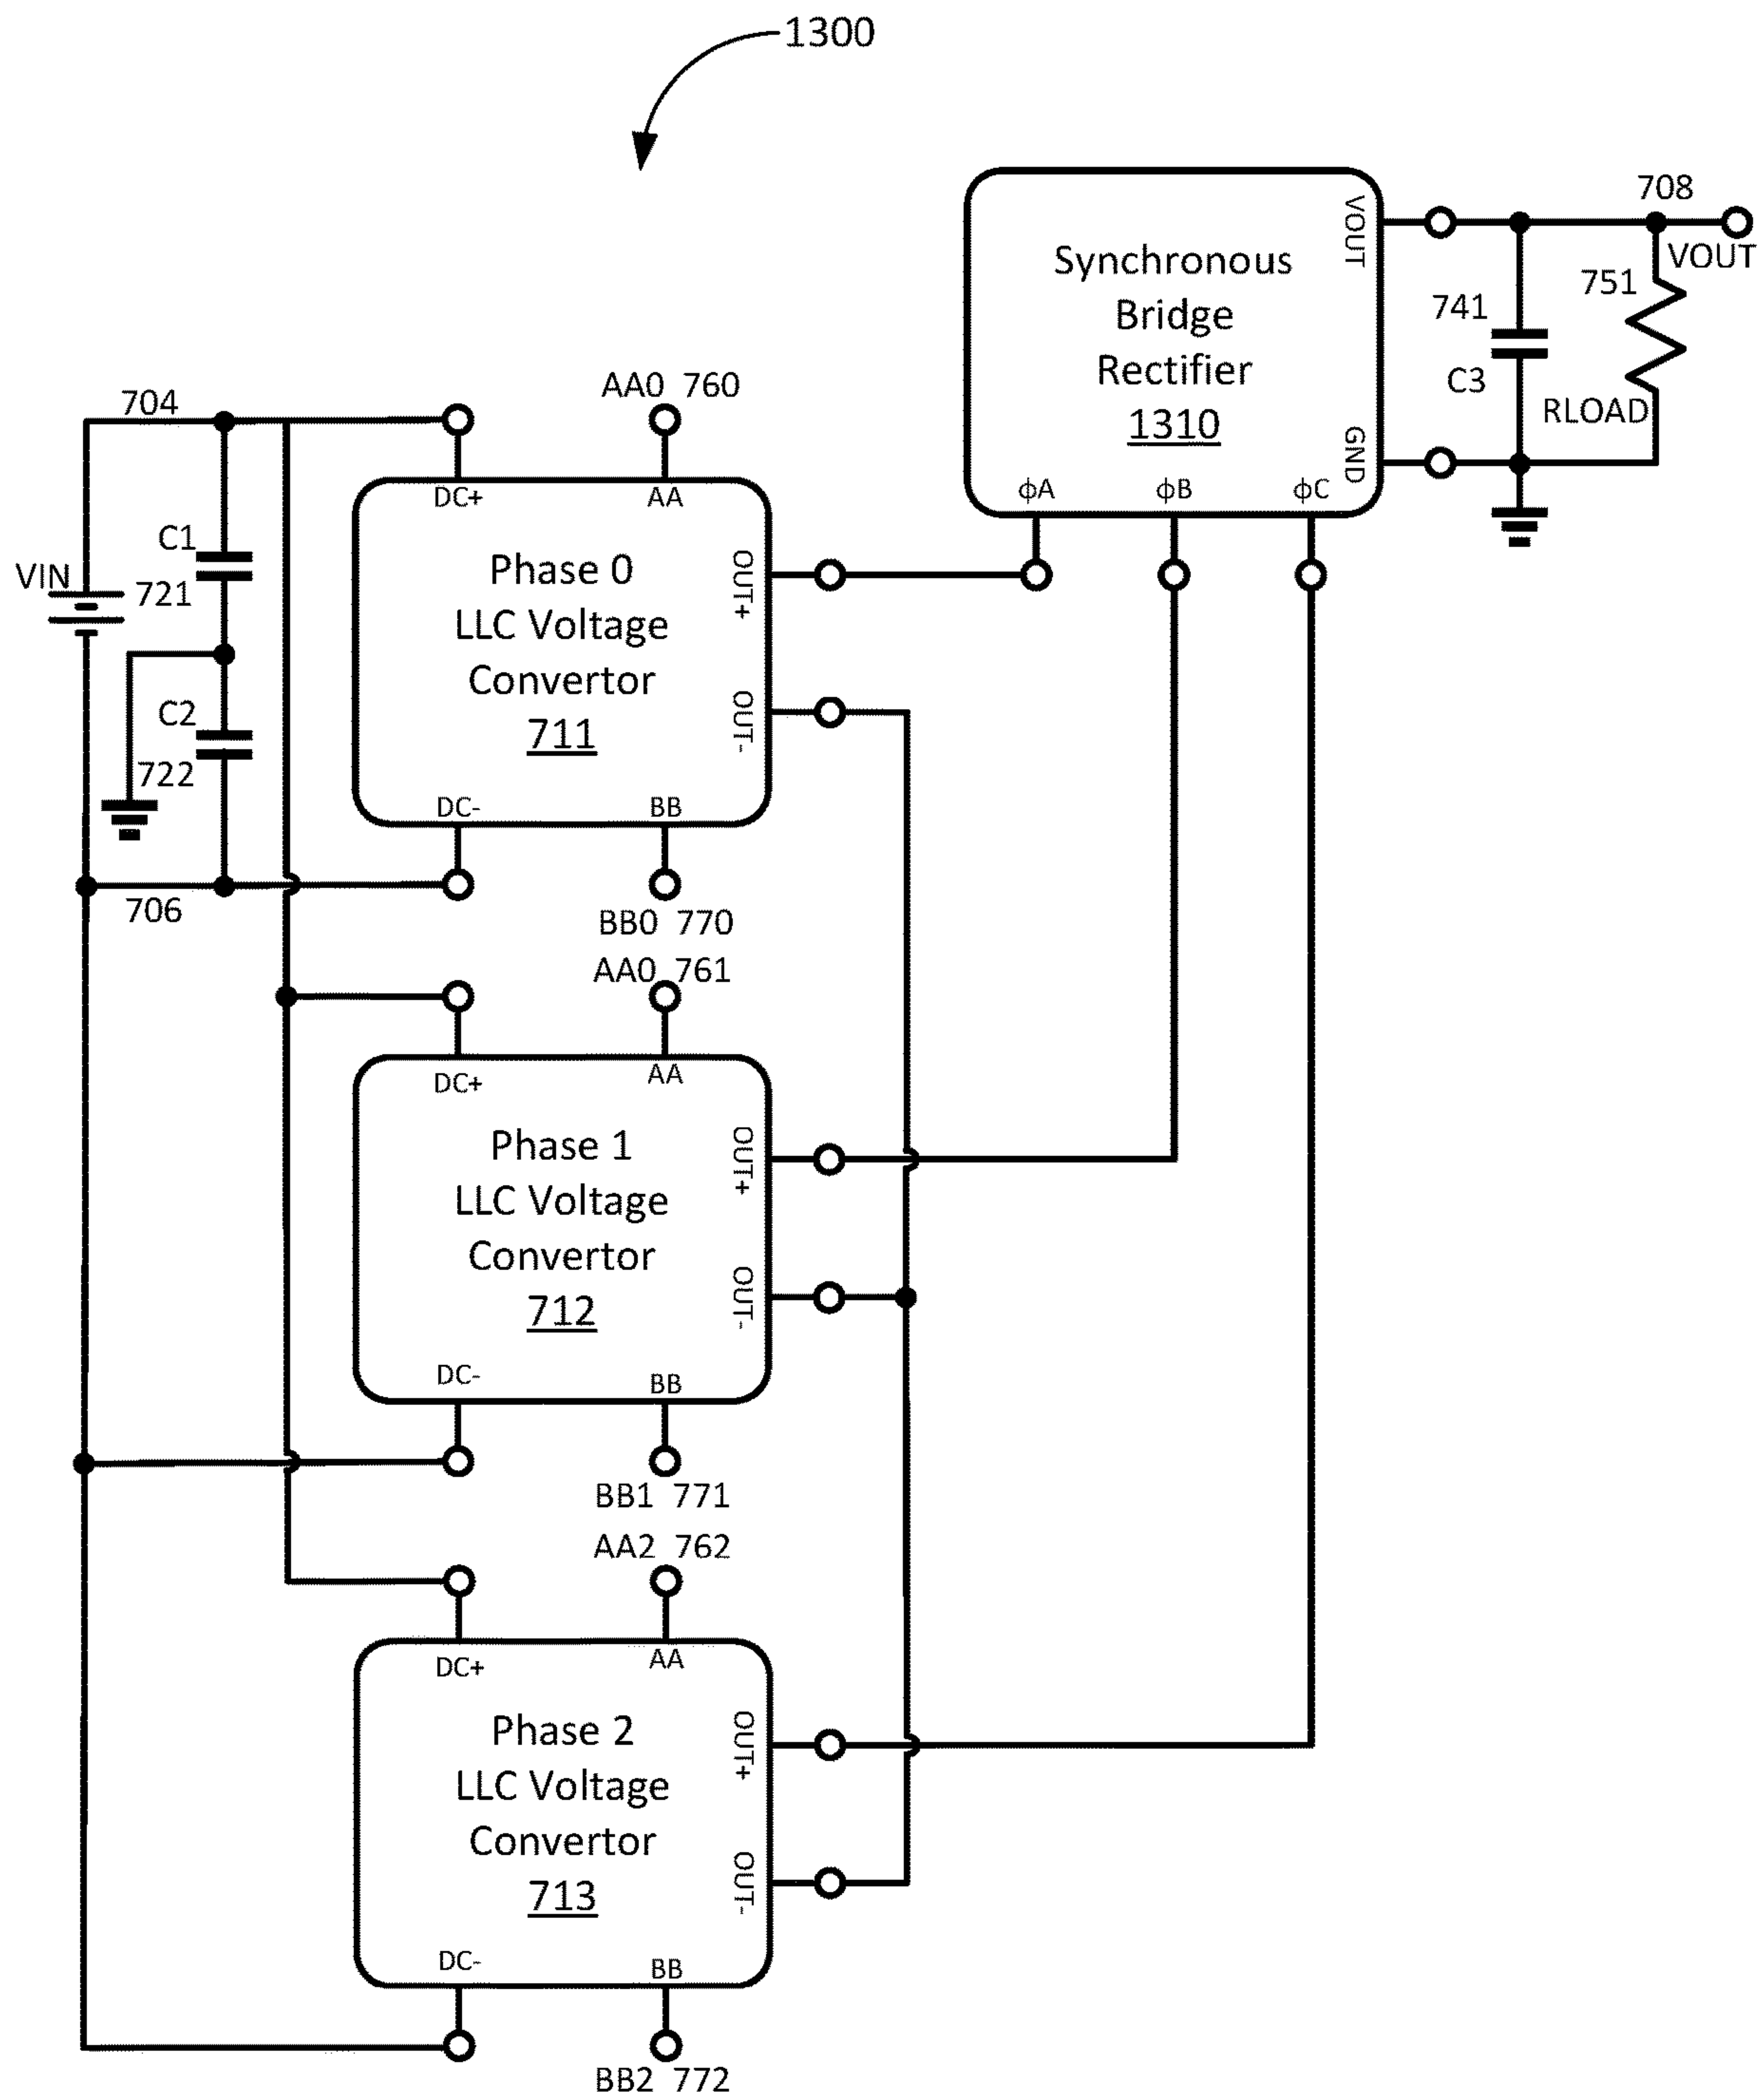 1300
708
VOUT
VOUT
Synchronous
Bridge
Rectifier
1310
751
741
C3
RLOAD
GND
ϕA ϕB ϕC
704
AA0 760
DC+ AA
C1
VIN
721
Phase 0
LLC Voltage
Convertor
711
OUT+
OUT-
C2
722
DC- BB
706
BB0 770
AA0 761
DC+ AA
Phase 1
LLC Voltage
Convertor
712
OUT+
OUT-
DC- BB
BB1 771
AA2 762
DC+ AA
Phase 2
LLC Voltage
Convertor
713
OUT+
OUT-
DC- BB
BB2 772